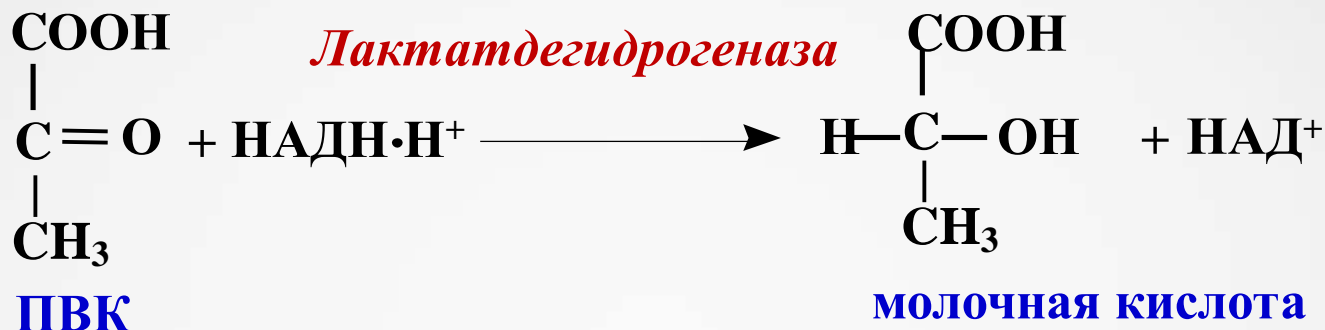 COOH
Лактатдегидрогеназа
COOH
C=O + НАДН·Н⁺ → H—C—OH + НАД⁺
CH₃
CH₃
ПВК
молочная кислота